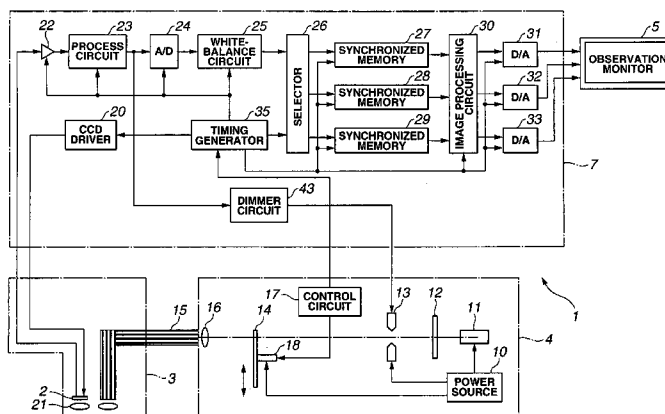 22
23
PROCESS CIRCUIT
24
A/D
25
WHITE-BALANCE CIRCUIT
26
SELECTOR
27
SYNCHRONIZED MEMORY
28
SYNCHRONIZED MEMORY
29
SYNCHRONIZED MEMORY
30
IMAGE PROCESSING CIRCUIT
31
D/A
32
D/A
33
D/A
5
OBSERVATION MONITOR
20
CCD DRIVER
35
TIMING GENERATOR
43
DIMMER CIRCUIT
7
17
CONTROL CIRCUIT
15
16
14
18
13
12
11
10
POWER SOURCE
4
1
3
2
21